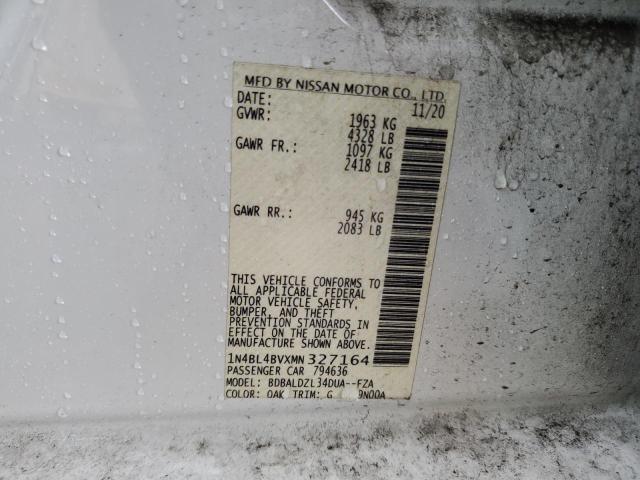 MFD BY NISSAN MOTOR CO., LTD.
DATE: 11/20
GVWR: 1963 KG
4328 LB
GAWR FR.: 1097 KG
2418 LB
GAWR RR.: 945 KG
2083 LB
THIS VEHICLE CONFORMS TO
ALL APPLICABLE FEDERAL
MOTOR VEHICLE SAFETY,
BUMPER, AND THEFT
PREVENTION STANDARDS IN
EFFECT ON THE DATE OF
MANUFACTURE SHOWN ABOVE.
1N4BL4BVXMN327164
PASSENGER CAR 794636
MODEL: BDBALDZL34DUA--FZA
COLOR: QAK TRIM: G